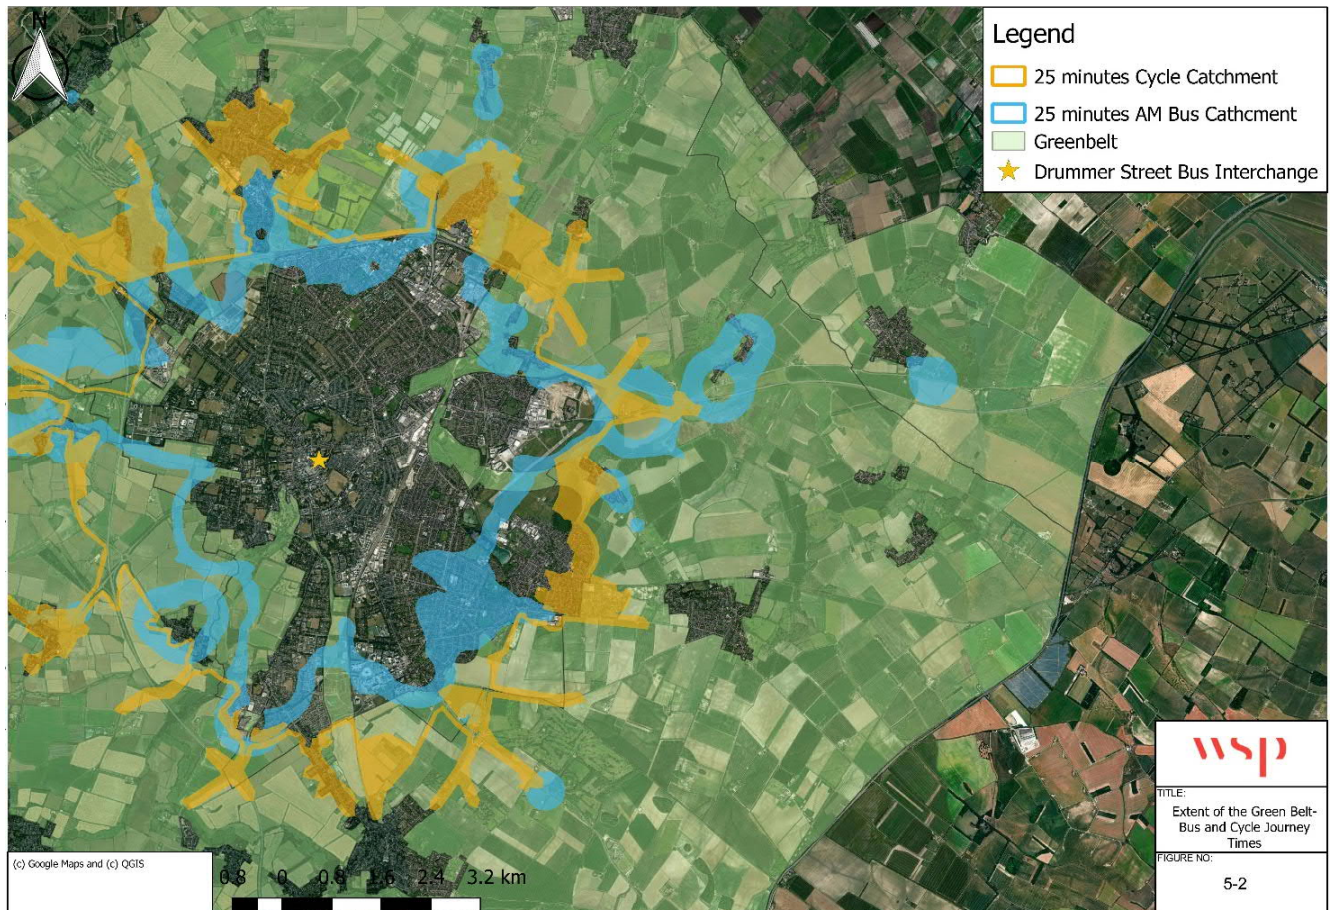 N
Legend
25 minutes Cycle Catchment
25 minutes AM Bus Cathcment
Greenbelt
Drummer Street Bus Interchange
wsp
TITLE:
Extent of the Green Belt-
Bus and Cycle Journey
Times
FIGURE NO:
5-2
(c) Google Maps and (c) QGIS
0.8 0 0.8 1.6 2.4 3.2 km